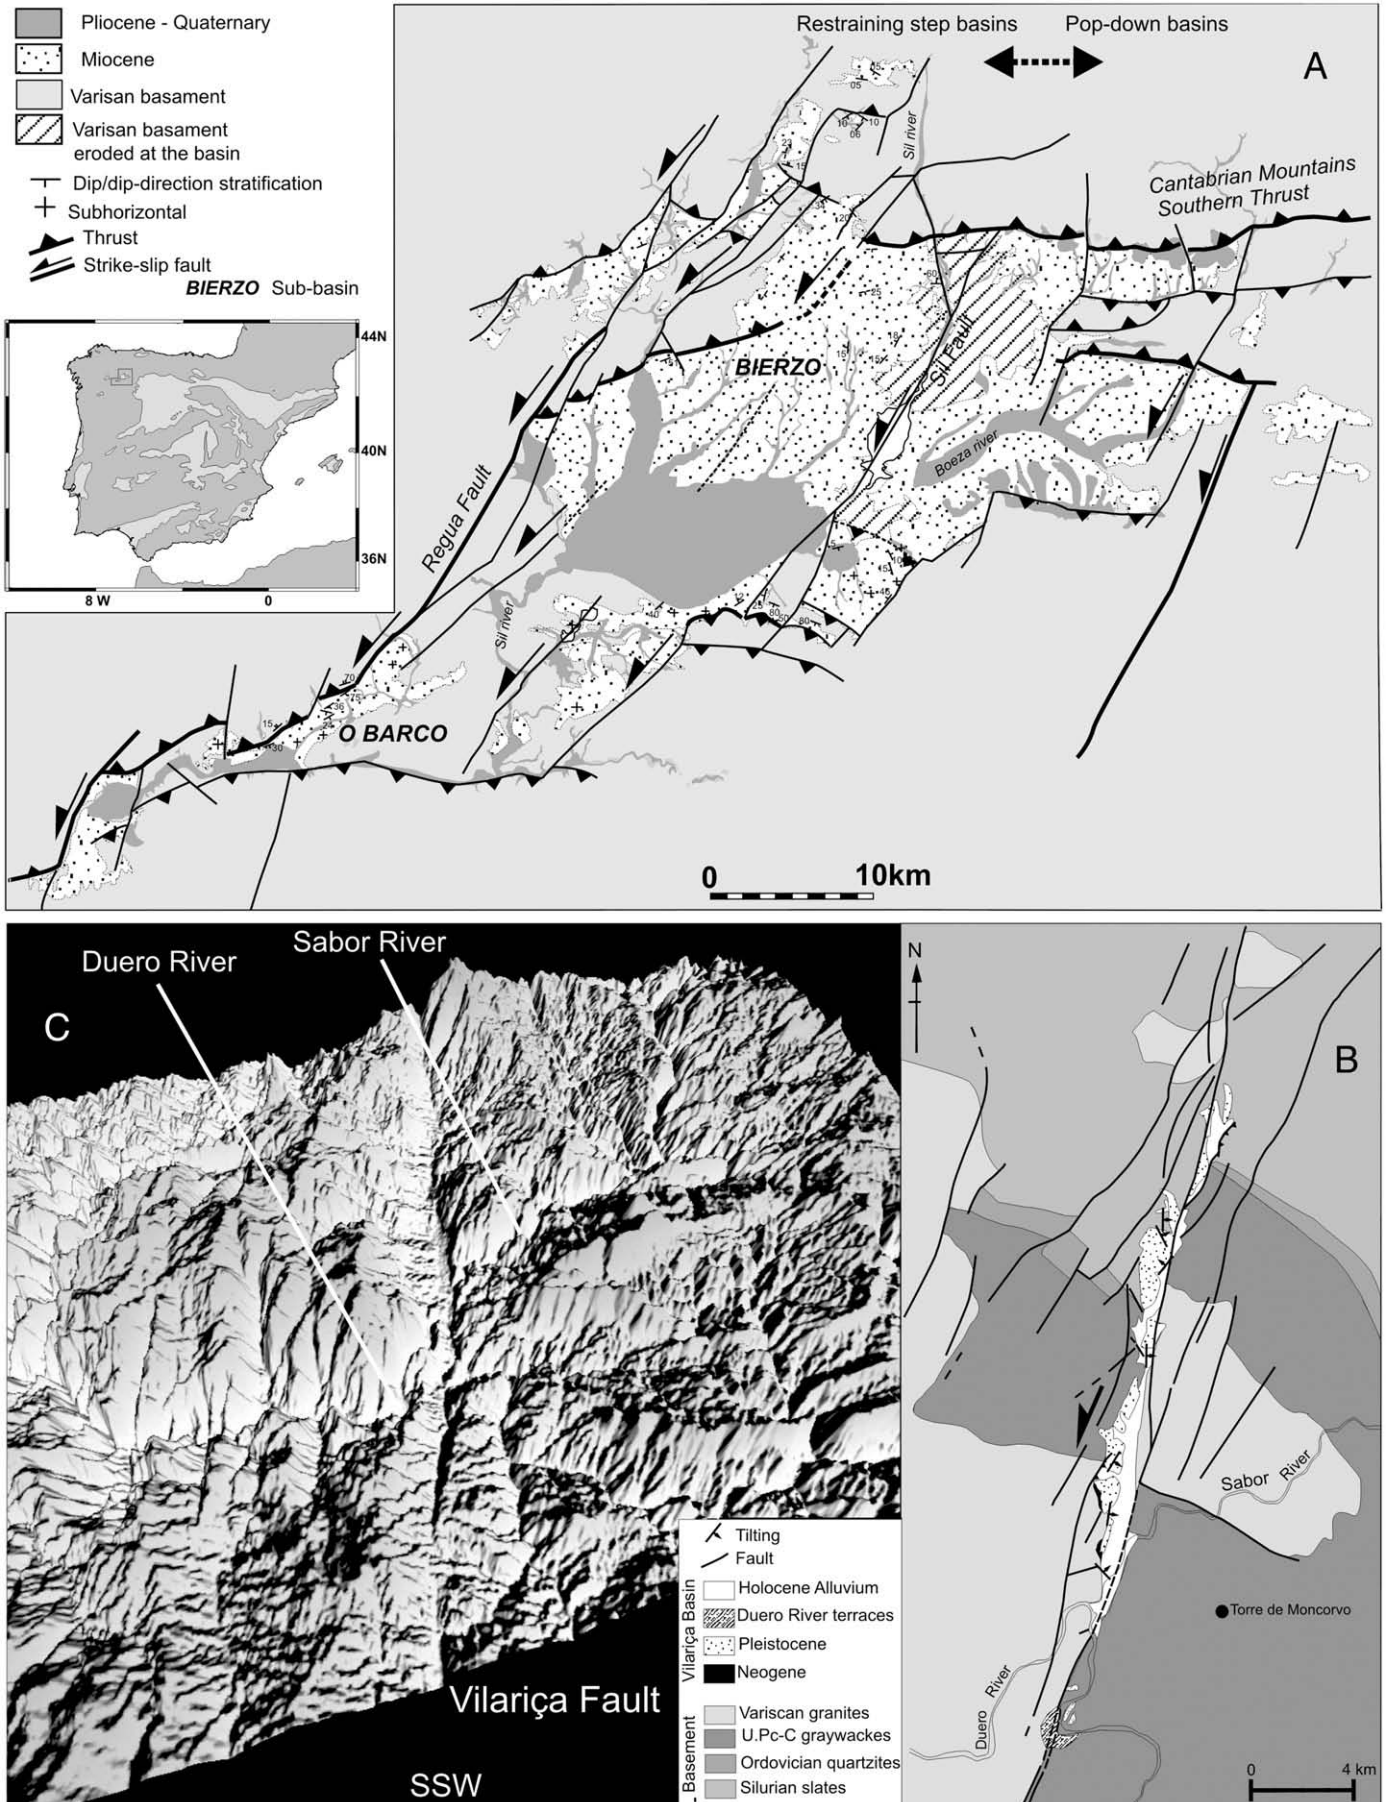 Pliocene - Quaternary
Miocene
Varisan basament
Varisan basament
eroded at the basin
Dip/dip-direction stratification
Subhorizontal
Thrust
Strike-slip fault
BIERZO Sub-basin
44N
40N
36N
8 W
0
Restraining step basins
Pop-down basins
A
Sil river
Cantabrian Mountains
Southern Thrust
BIERZO
Sil Fault
Boeza river
Regua Fault
Sil river
O BARCO
0
10km
Duero River
Sabor River
C
Vilariça Fault
SSW
N
B
Sabor River
Torre de Moncorvo
Duero River
0
4 km
Tilting
Fault
Vilariça Basin
Holocene Alluvium
Duero River terraces
Pleistocene
Neogene
Basement
Variscan granites
U.Pc-C graywackes
Ordovician quartzites
Silurian slates